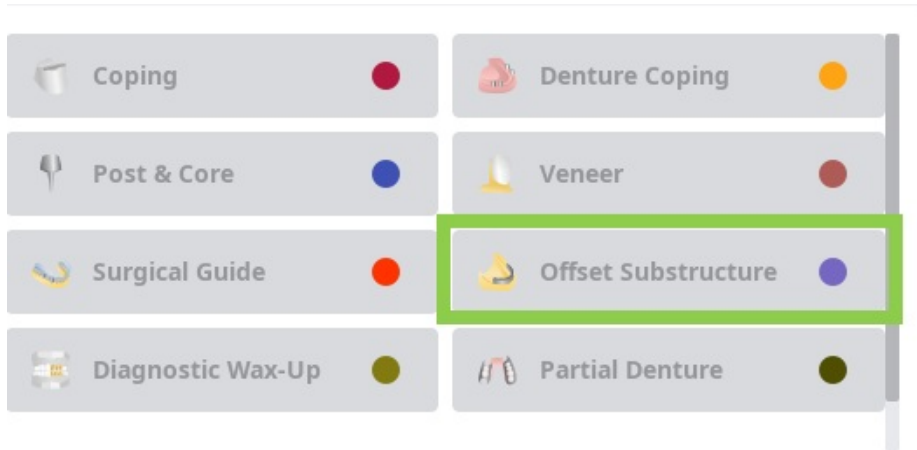 Coping
Denture Coping
Post & Core
Veneer
Surgical Guide
Offset Substructure
Diagnostic Wax-Up
Partial Denture